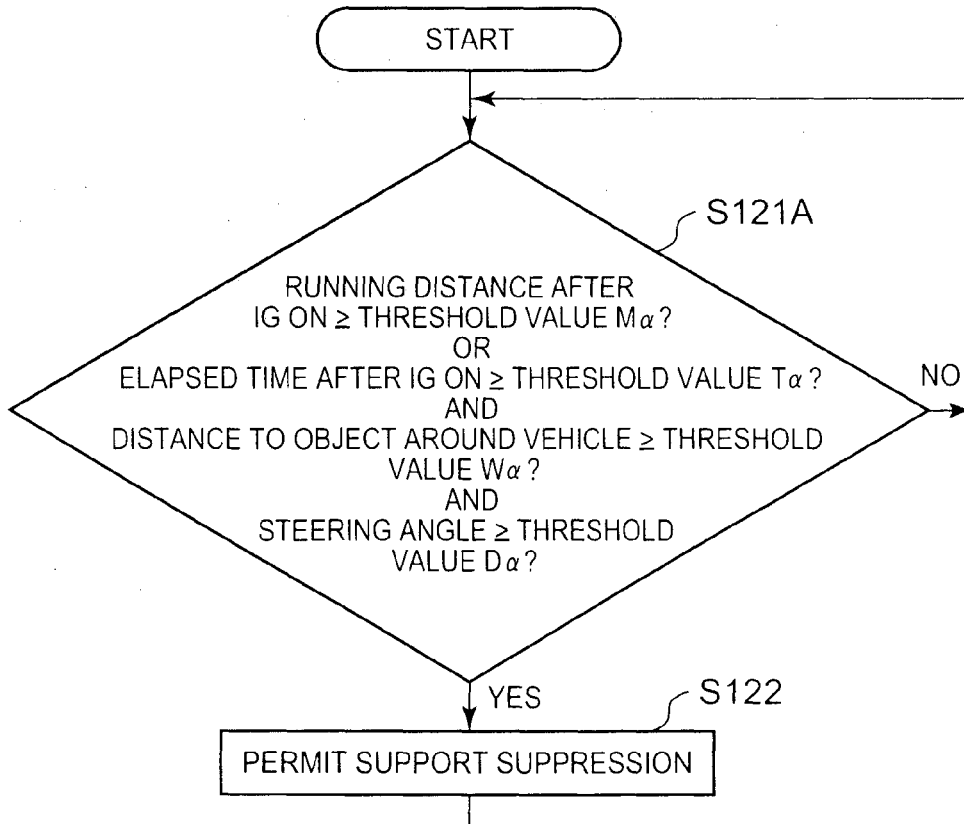 START
S121A
RUNNING DISTANCE AFTER
IG ON ≥ THRESHOLD VALUE Mα?
OR
ELAPSED TIME AFTER IG ON ≥ THRESHOLD VALUE Tα?
AND
DISTANCE TO OBJECT AROUND VEHICLE ≥ THRESHOLD
VALUE Wα?
AND
STEERING ANGLE ≥ THRESHOLD
VALUE Dα?
NO
YES
S122
PERMIT SUPPORT SUPPRESSION